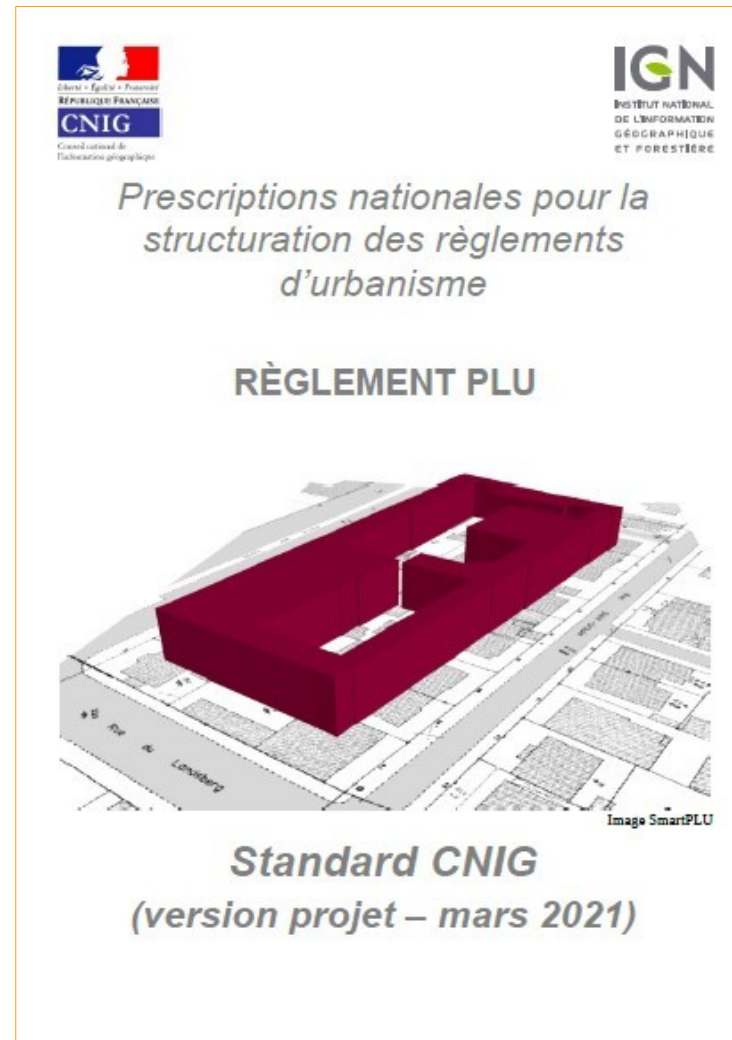 Liberté • Égalité • Fraternité
RÉPUBLIQUE FRANÇAISE
CNIG
Conseil national de
l'information géographique
IGN
INSTITUT NATIONAL
DE L'INFORMATION
GÉOGRAPHIQUE
ET FORESTIÈRE
Prescriptions nationales pour la
structuration des règlements
d'urbanisme
RÈGLEMENT PLU
Rue du Landsberg
Image SmartPLU
Standard CNIG
(version projet – mars 2021)